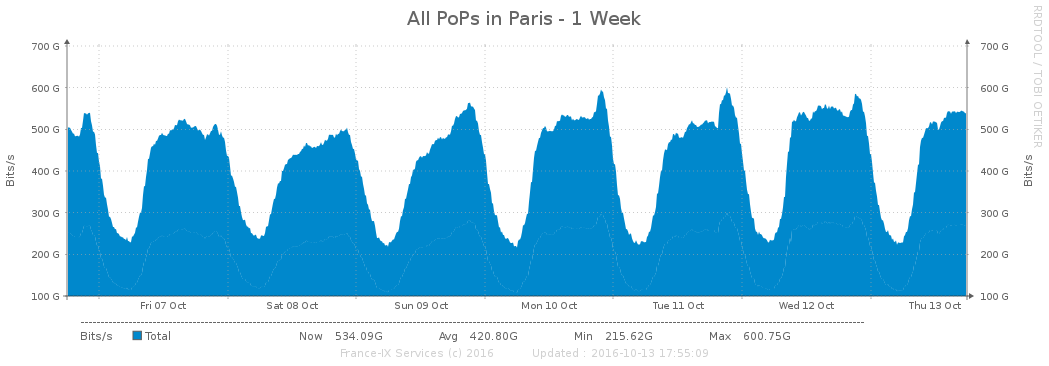 All PoPs in Paris - 1 Week
RRDTOOL / TOBI OETIKER
700 G 700 G
600 G 600 G
500 G 500 G
400 G 400 G
300 G 300 G
200 G 200 G
100 G 100 G
Bits/s
Bits/s
Fri 07 Oct Sat 08 Oct Sun 09 Oct Mon 10 Oct Tue 11 Oct Wed 12 Oct Thu 13 Oct
Bits/s Total Now 534.09G Avg 420.80G Min 215.62G Max 600.75G
France-IX Services (c) 2016 Updated : 2016-10-13 17:55:09